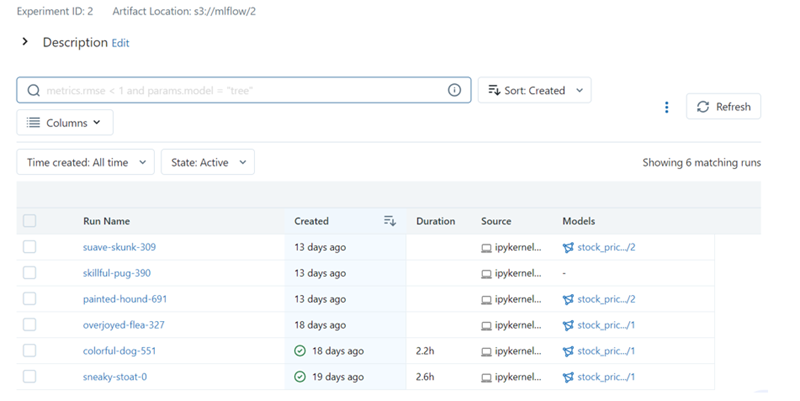 Experiment ID: 2 Artifact Location: s3://mlflow/2
Description Edit
metrics.rmse < 1 and params.model = "tree"
Sort: Created
Refresh
Columns
Time created: All time State: Active Showing 6 matching runs
Run Name Created Duration Source Models
suave-skunk-309 13 days ago ipykernel... stock_pric.../2
skillful-pug-390 13 days ago ipykernel... -
painted-hound-691 13 days ago ipykernel... stock_pric.../2
overjoyed-flea-327 18 days ago ipykernel... stock_pric.../1
colorful-dog-551 18 days ago 2.2h ipykernel... stock_pric.../1
sneaky-stoat-0 19 days ago 2.6h ipykernel... stock_pric.../1